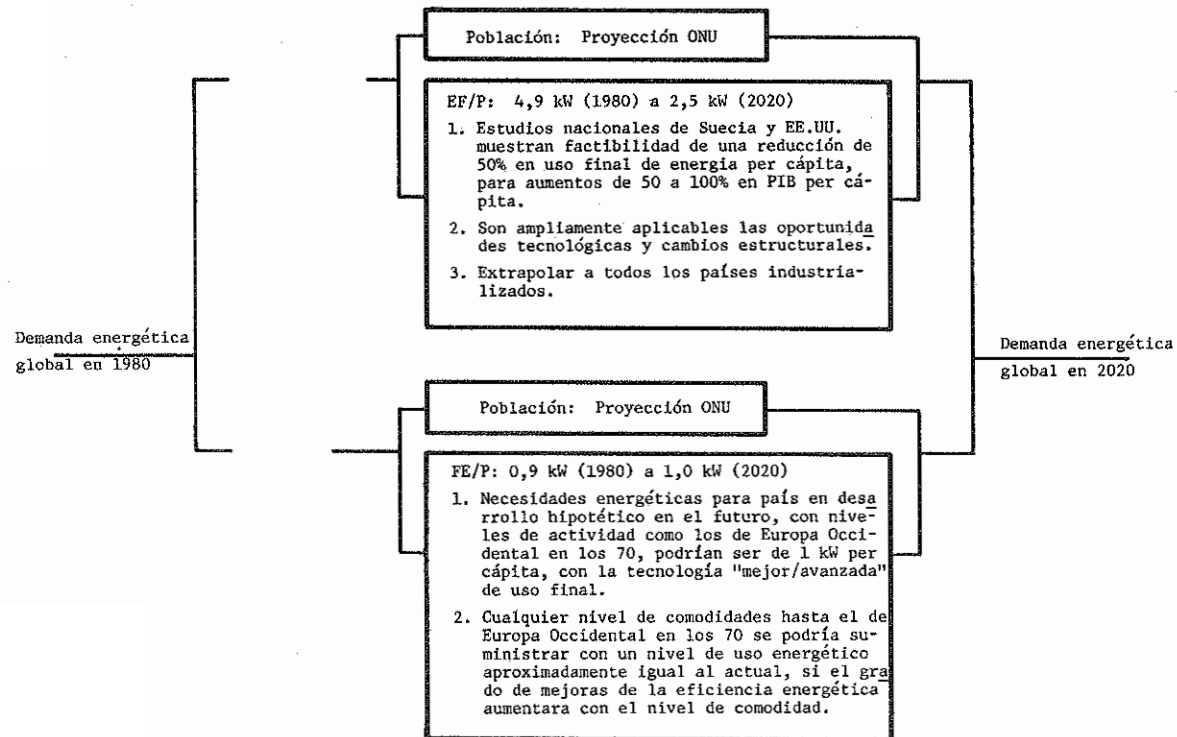 Población: Proyección ONU
EF/P: 4,9 kW (1980) a 2,5 kW (2020)
1. Estudios nacionales de Suecia y EE.UU.
muestran factibilidad de una reducción de
50% en uso final de energia per cápita,
para aumentos de 50 a 100% en PIB per cá-
pita.
2. Son ampliamente aplicables las oportunida
des tecnológicas y cambios estructurales.
3. Extrapolar a todos los países industria-
lizados.
Demanda energética
global en 1980
Demanda energética
global en 2020
Población: Proyección ONU
FE/P: 0,9 kW (1980) a 1,0 kW (2020)
1. Necesidades energéticas para país en desa
rrollo hipotético en el futuro, con nive-
les de actividad como los de Europa Occi-
dental en los 70, podrían ser de 1 kW per
cápita, con la tecnología "mejor/avanzada"
de uso final.
2. Cualquier nivel de comodidades hasta el de
Europa Occidental en los 70 se podría su-
ministrar con un nivel de uso energético
aproximadamente igual al actual, si el gra
do de mejoras de la eficiencia energética
aumentara con el nivel de comodidad.